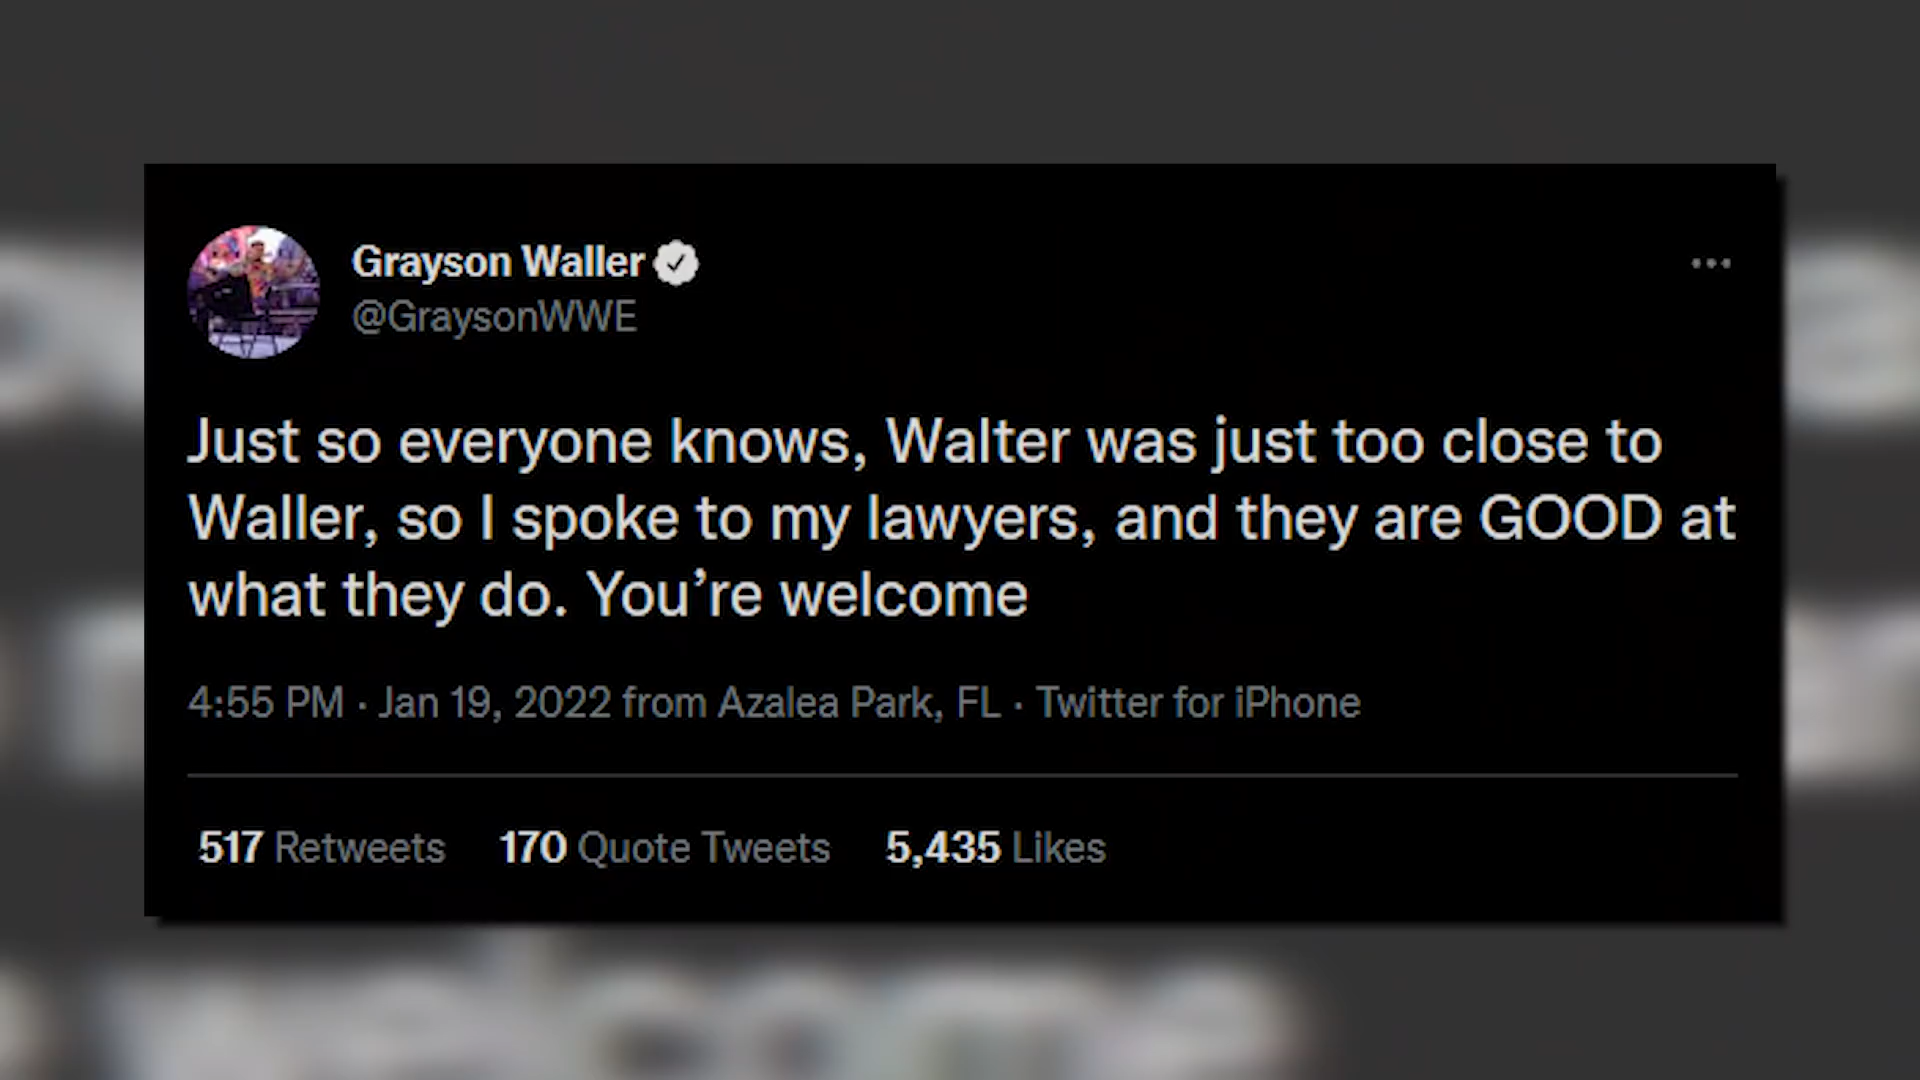 Grayson Waller
@GraysonWWE
Just so everyone knows, Walter was just too close to
Waller, so I spoke to my lawyers, and they are GOOD at
what they do. You’re welcome
4:55 PM · Jan 19, 2022 from Azalea Park, FL · Twitter for iPhone
517 Retweets 170 Quote Tweets 5,435 Likes